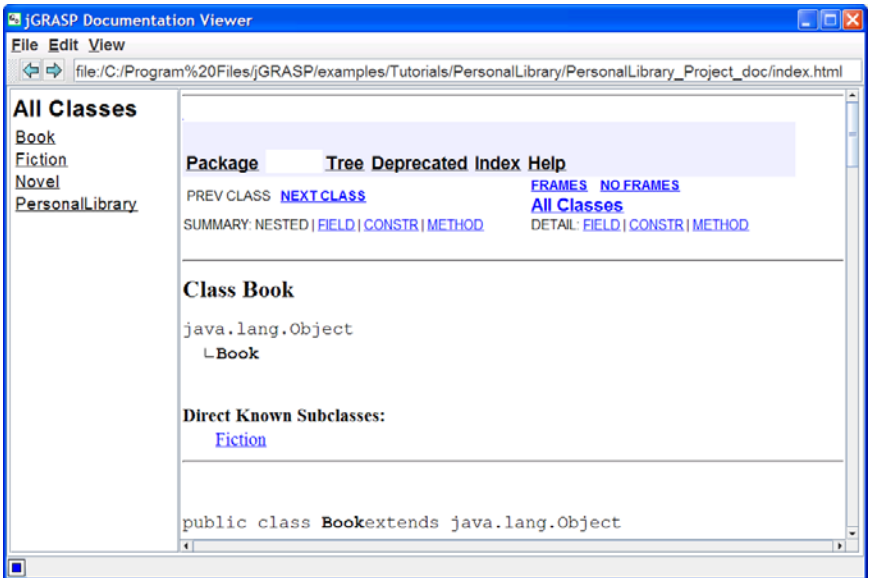 jGRASP Documentation Viewer
File Edit View
file:/C:/Program%20Files/jGRASP/examples/Tutorials/PersonalLibrary/PersonalLibrary_Project_doc/index.html
All Classes
Book
Fiction
Novel
PersonalLibrary
Package Tree Deprecated Index Help
PREV CLASS NEXT CLASS
FRAMES NO FRAMES
All Classes
SUMMARY: NESTED | FIELD | CONSTR | METHOD
DETAIL: FIELD | CONSTR | METHOD
Class Book
java.lang.Object
Book
Direct Known Subclasses:
Fiction
public class Bookextends java.lang.Object